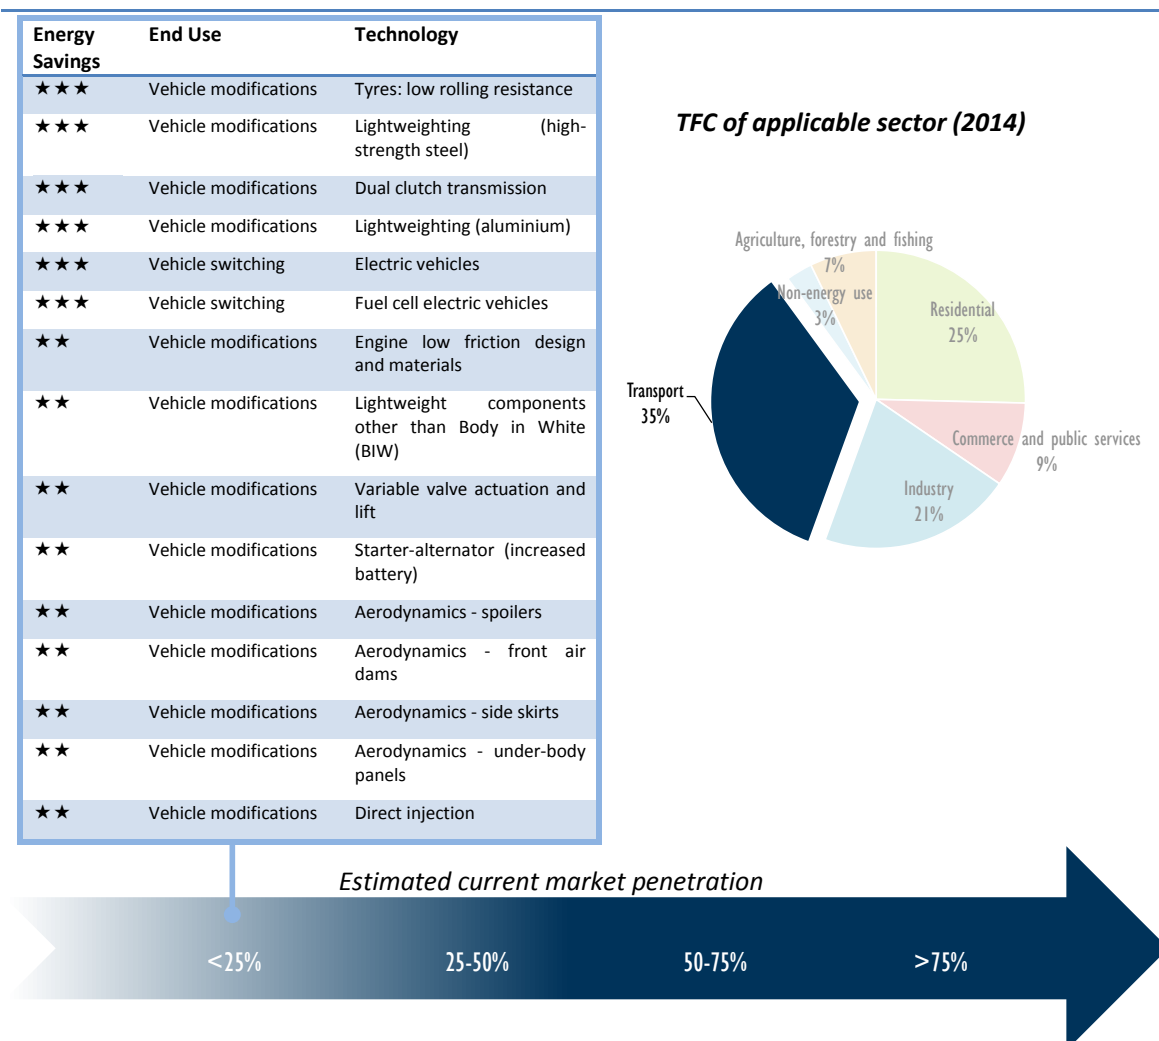 Energy Savings End Use Technology
★★★ Vehicle modifications Tyres: low rolling resistance
★★★ Vehicle modifications Lightweighting (high-
strength steel)
★★★ Vehicle modifications Dual clutch transmission
★★★ Vehicle modifications Lightweighting (aluminium)
★★★ Vehicle switching Electric vehicles
★★★ Vehicle switching Fuel cell electric vehicles
★★ Vehicle modifications Engine low friction design
and materials
★★ Vehicle modifications Lightweight components
other than Body in White
(BIW)
★★ Vehicle modifications Variable valve actuation and
lift
★★ Vehicle modifications Starter-alternator (increased
battery)
★★ Vehicle modifications Aerodynamics - spoilers
★★ Vehicle modifications Aerodynamics - front air
dams
★★ Vehicle modifications Aerodynamics - side skirts
★★ Vehicle modifications Aerodynamics - under-body
panels
★★ Vehicle modifications Direct injection
TFC of applicable sector (2014)
Agriculture, forestry and fishing
7%
Non-energy use
3%
Residential
25%
Transport
35%
Commerce and public services
9%
Industry
21%
Estimated current market penetration
<25% 25-50% 50-75% >75%